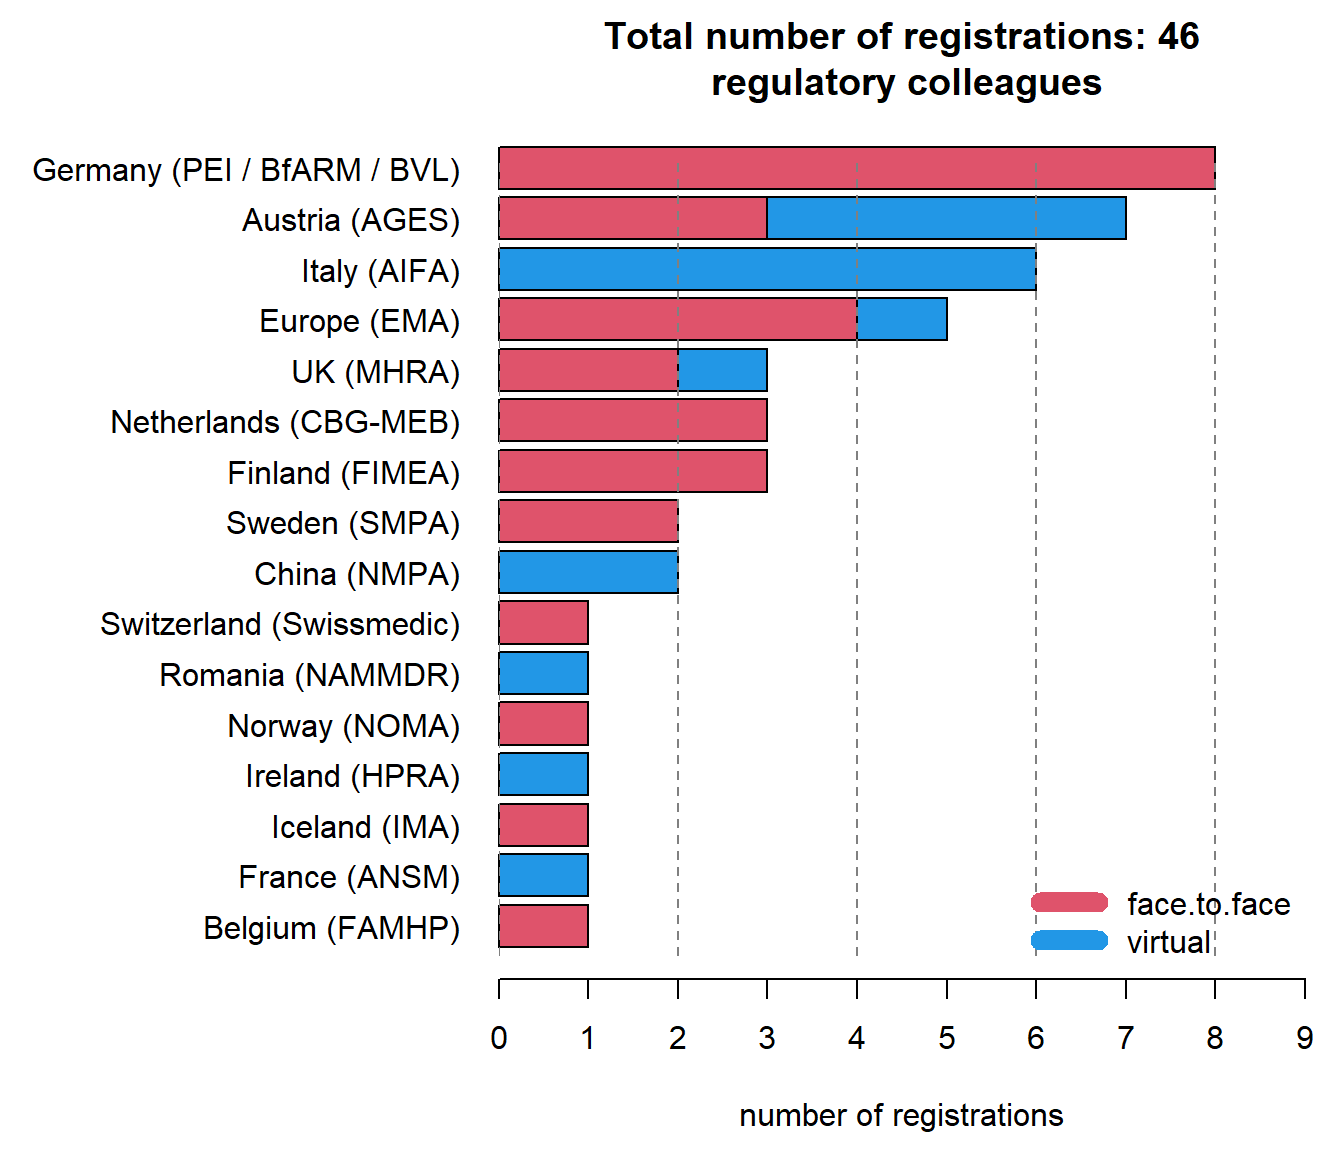 Total number of registrations: 46
regulatory colleagues
Germany (PEI / BfARM / BVL)
Austria (AGES)
Italy (AIFA)
Europe (EMA)
UK (MHRA)
Netherlands (CBG-MEB)
Finland (FIMEA)
Sweden (SMPA)
China (NMPA)
Switzerland (Swissmedic)
Romania (NAMMDR)
Norway (NOMA)
Ireland (HPRA)
Iceland (IMA)
France (ANSM)
Belgium (FAMHP)
face.to.face
virtual
0 1 2 3 4 5 6 7 8 9
number of registrations